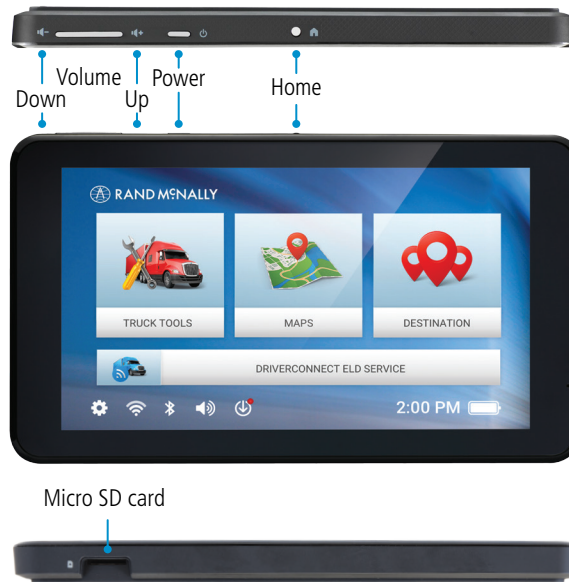 Volume
Power
Down
Up
Home
RAND McNALLY
TRUCK TOOLS
MAPS
DESTINATION
DRIVERCONNECT ELD SERVICE
2:00 PM
Micro SD card